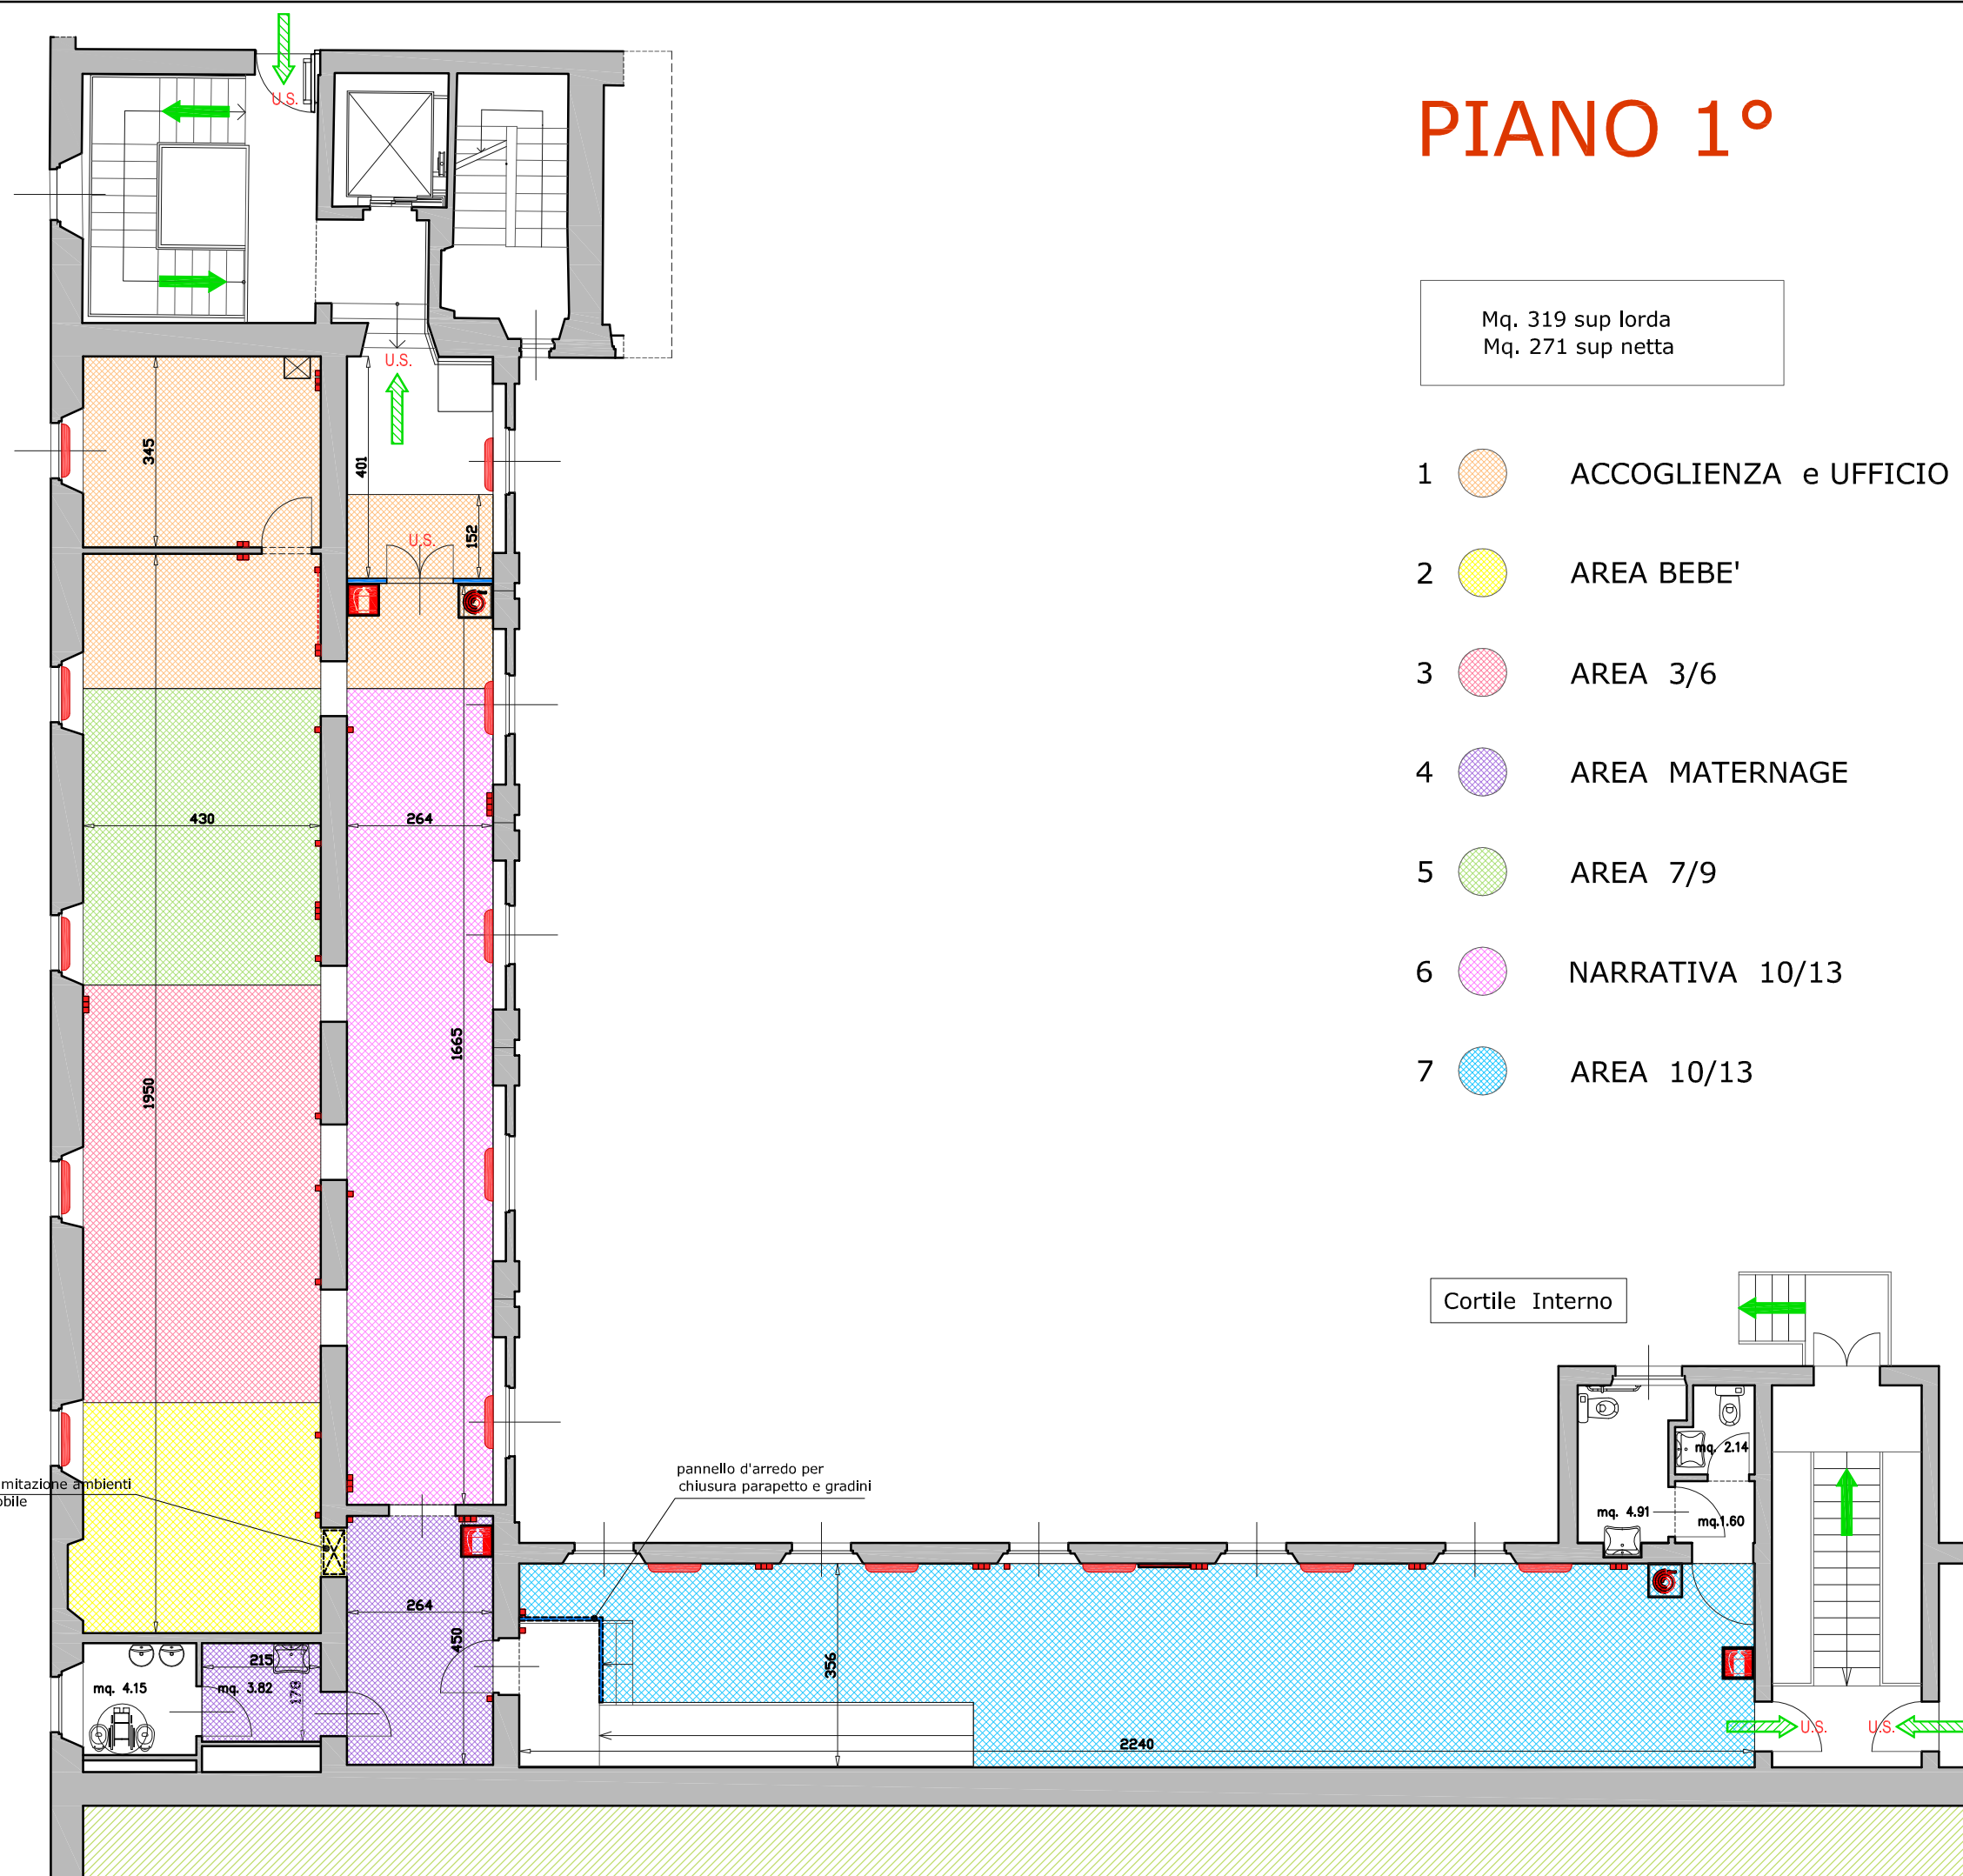 PIANO 1°
Mq. 319 sup lorda
Mq. 271 sup netta
1 ACCOGLIENZA e UFFICIO
2 AREA BEBE'
3 AREA 3/6
4 AREA MATERNAGE
5 AREA 7/9
6 NARRATIVA 10/13
7 AREA 10/13
U.S.
U.S.
345
401
152
U.S.
430
264
1665
1950
Cortile Interno
mitazione ambienti
obile
pannello d'arredo per
chiusura parapetto e gradini
mq. 2.14
mq. 4.91
mq.1.60
264
450
356
215
mq. 4.15
mq. 3.82
178
2240
U.S.
U.S.